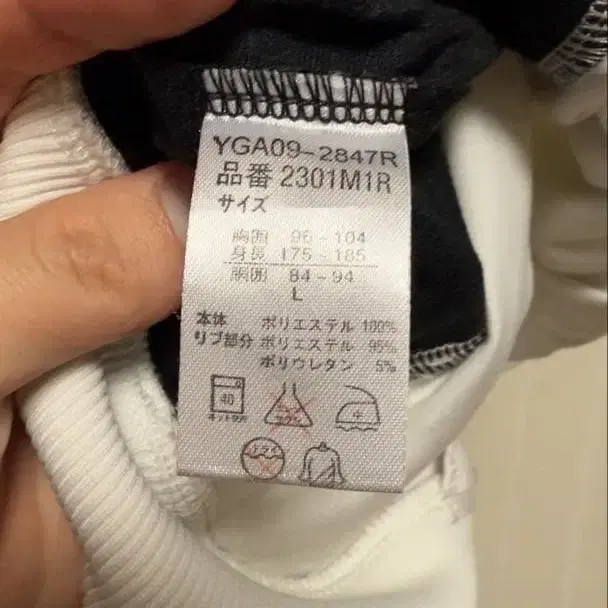 YGA09-2847R
品番 2301M1R
サイズ
胸囲 96-104
身長 175-185
胴囲 84-94
L
本体 ポリエステル 100%
リブ部分 ポリエステル 95%
ポリウレタン 5%
40